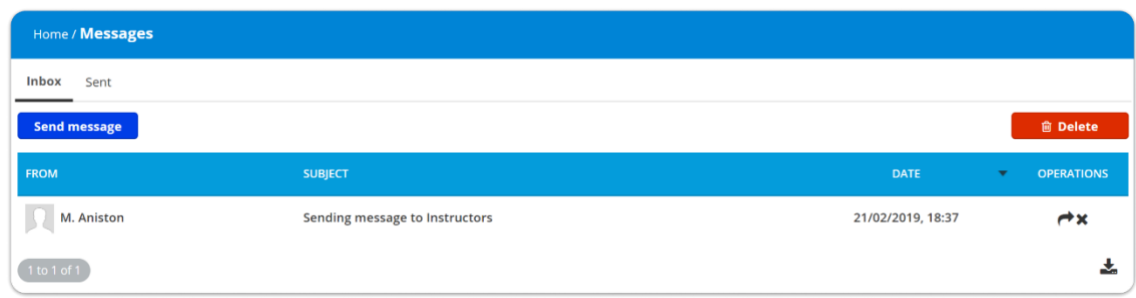 Home / Messages
Inbox Sent
Send message Delete
FROM SUBJECT DATE OPERATIONS
M. Aniston Sending message to Instructors 21/02/2019, 18:37
1 to 1 of 1